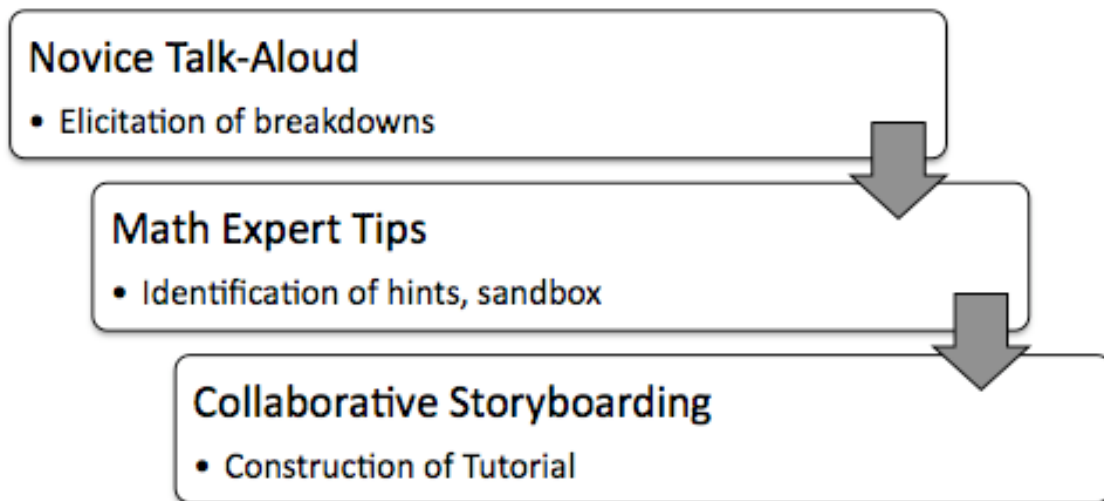 Novice Talk-Aloud
• Elicitation of breakdowns
Math Expert Tips
• Identification of hints, sandbox
Collaborative Storyboarding
• Construction of Tutorial